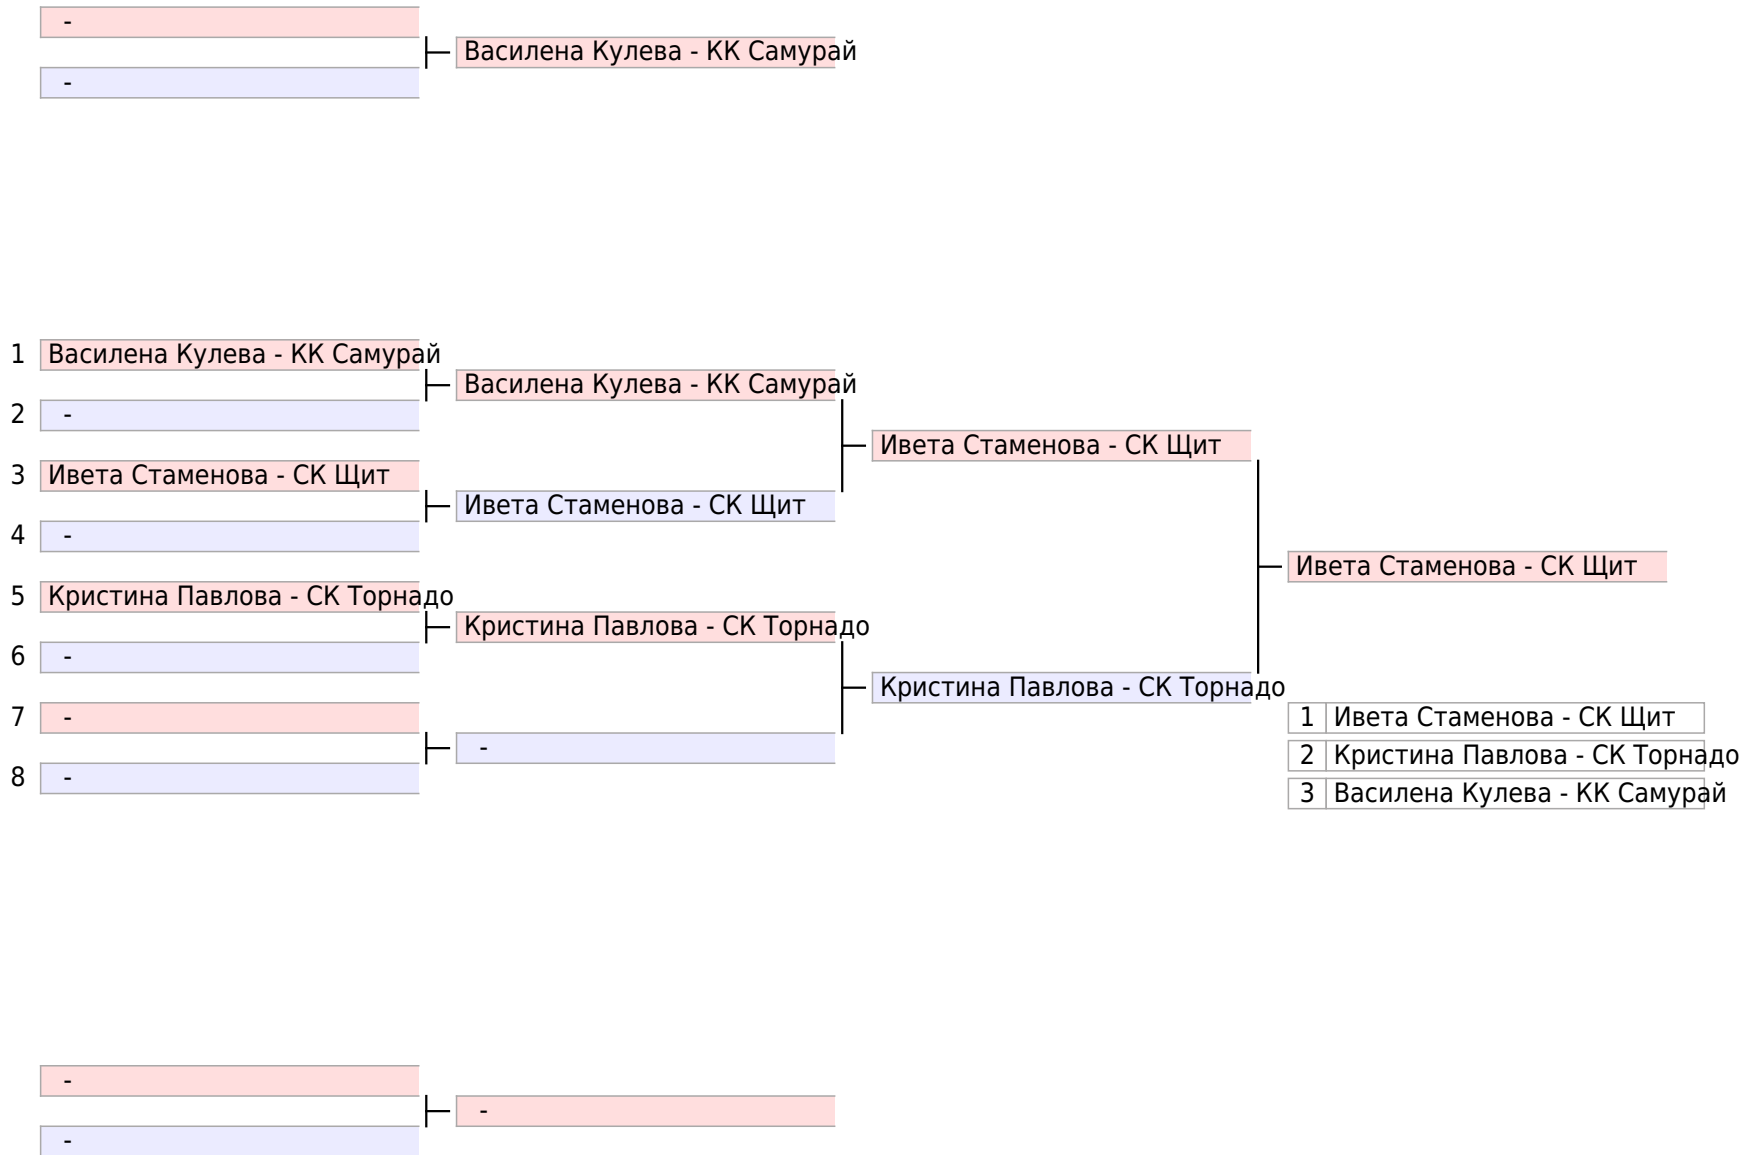 -
Василена Кулева - КК Самурай
-
1 Василена Кулева - КК Самурай
Василена Кулева - КК Самурай
2 -
Ивета Стаменова - СК Щит
3 Ивета Стаменова - СК Щит
Ивета Стаменова - СК Щит
4 -
Ивета Стаменова - СК Щит
5 Кристина Павлова - СК Торнадо
Кристина Павлова - СК Торнадо
6 -
Кристина Павлова - СК Торнадо
7 -
1 Ивета Стаменова - СК Щит
-
2 Кристина Павлова - СК Торнадо
8 -
3 Василена Кулева - КК Самурай
-
-
-